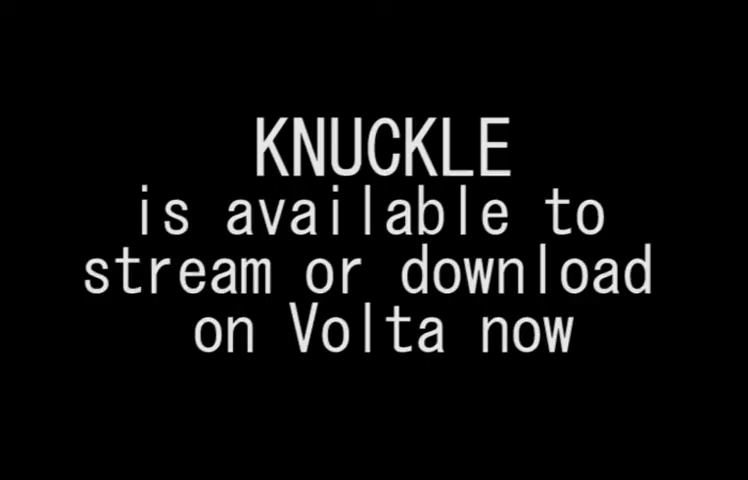 KNUCKLE
is available to
stream or download
on Volta now